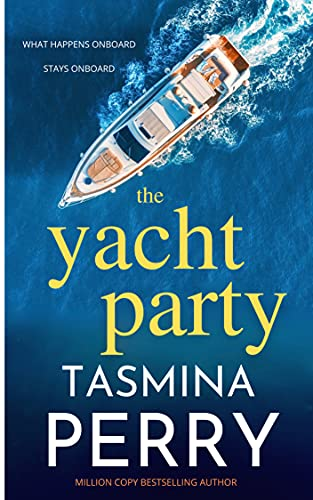 WHAT HAPPENS ONBOARD
STAYS ONBOARD
the
yacht
party
TASMINA
PERRY
MILLION COPY BESTSELLING AUTHOR